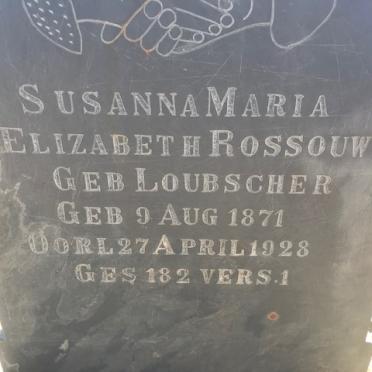 SUSANNA MARIA
ELIZABETH ROSSOUW
GEB LOUBSCHER
GEB 9 AUG 1871
OORL 27 APRIL 1928
GES 182 VERS.1